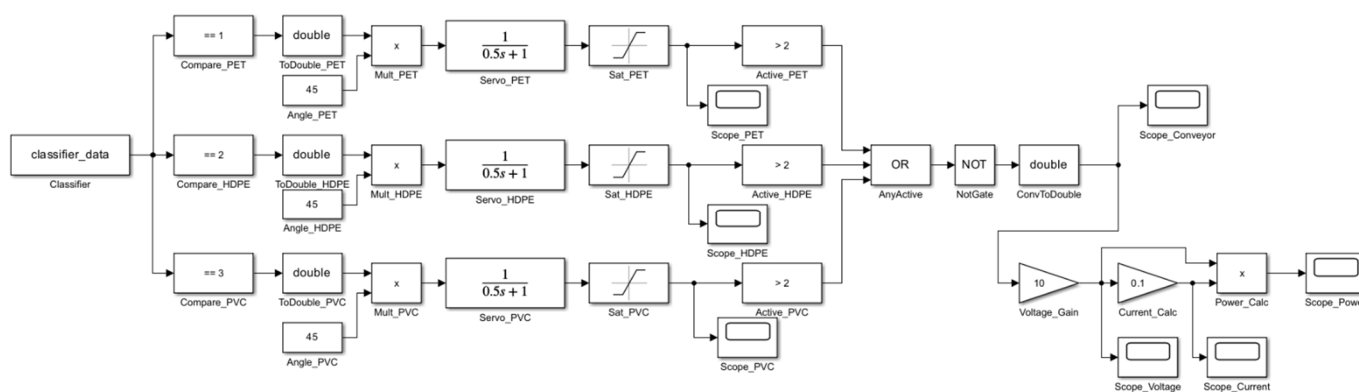 == 1
Compare_PET
double
ToDouble_PET
x
Mult_PET
45
Angle_PET
1
0.5s + 1
Servo_PET
Sat_PET
> 2
Active_PET
Scope_PET
classifier_data
Classifier
== 2
Compare_HDPE
double
ToDouble_HDPE
x
Mult_HDPE
45
Angle_HDPE
1
0.5s + 1
Servo_HDPE
Sat_HDPE
> 2
Active_HDPE
Scope_HDPE
== 3
Compare_PVC
double
ToDouble_PVC
x
Mult_PVC
45
Angle_PVC
1
0.5s + 1
Servo_PVC
Sat_PVC
> 2
Active_PVC
Scope_PVC
OR
AnyActive
NOT
NotGate
double
ConvToDouble
Scope_Conveyor
10
Voltage_Gain
0.1
Current_Calc
x
Power_Calc
Scope_Powe
Scope_Voltage
Scope_Current